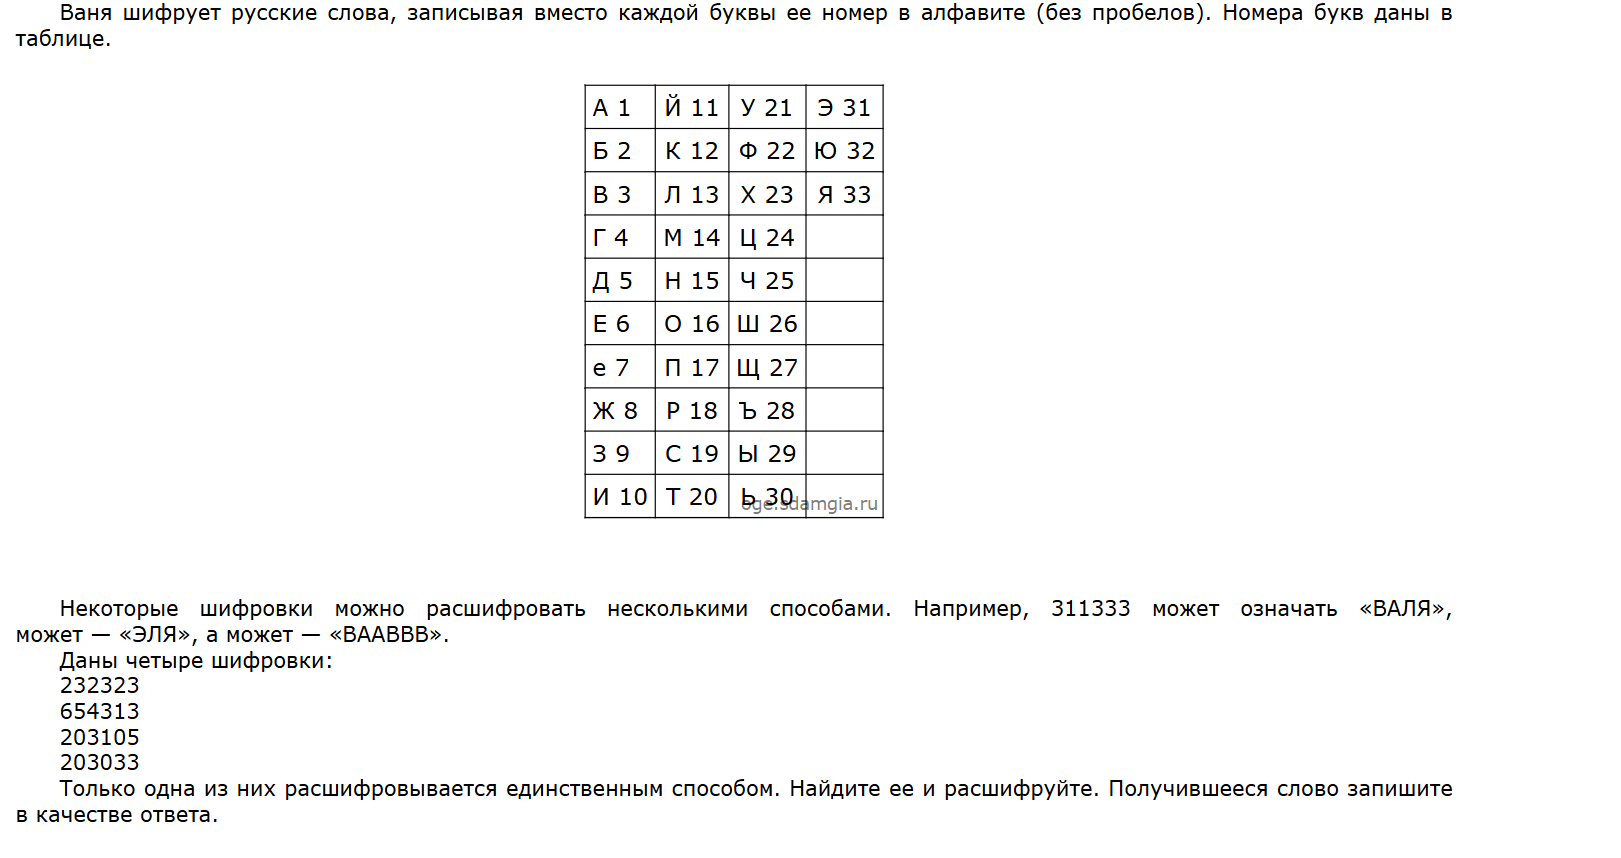 Ваня шифрует русские слова, записывая вместо каждой буквы ее номер в алфавите (без пробелов). Номера букв даны в
таблице.
А 1 Й 11 У 21 Э 31
Б 2 К 12 Ф 22 Ю 32
В 3 Л 13 Х 23 Я 33
Г 4 М 14 Ц 24
Д 5 Н 15 Ч 25
Е 6 О 16 Ш 26
е 7 П 17 Щ 27
Ж 8 Р 18 Ъ 28
З 9 С 19 Ы 29
И 10 Т 20 Ь 30
oge.sdamgia.ru
Некоторые шифровки можно расшифровать несколькими способами. Например, 311333 может означать «ВАЛЯ»,
может — «ЭЛЯ», а может — «ВААВВВ».
Даны четыре шифровки:
232323
654313
203105
203033
Только одна из них расшифровывается единственным способом. Найдите ее и расшифруйте. Получившееся слово запишите
в качестве ответа.